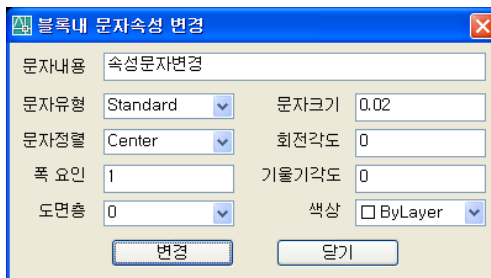 블록내 문자속성 변경
문자내용 속성문자변경
문자유형 Standard 문자크기 0.02
문자정렬 Center 회전각도 0
폭 요인 1 기울기각도 0
도면층 0 색상 ByLayer
변경 닫기